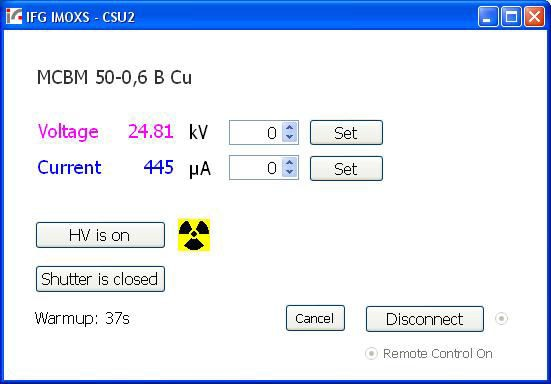 IFG IMOXS - CSU2
MCBM 50-0,6 B Cu
Voltage 24.81 kV 0 Set
Current 445 µA 0 Set
HV is on
Shutter is closed
Warmup: 37s Cancel Disconnect
Remote Control On